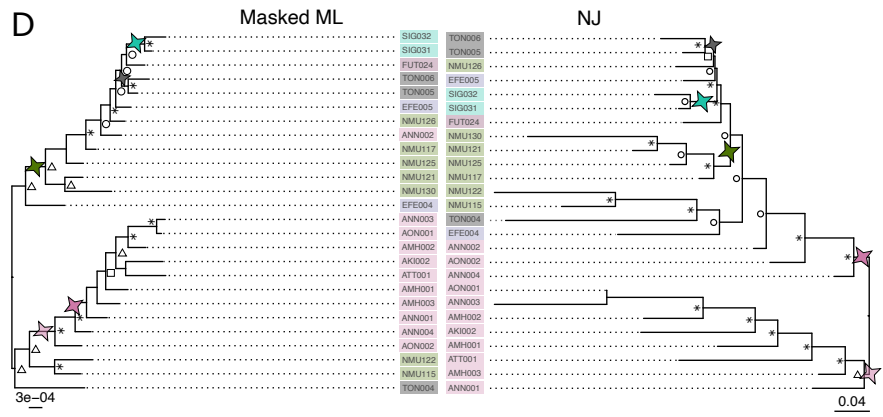 D
Masked ML
NJ
SIG032
SIG031
FUT024
TON006
TON005
EFE005
NMU126
ANN002
NMU117
NMU125
NMU121
NMU130
EFE004
ANN003
AON001
AMH002
AKI002
ATT001
AMH001
AMH003
ANN001
ANN004
AON002
NMU122
NMU115
TON004
3e-04
TON006
TON005
NMU126
EFE005
SIG032
SIG031
FUT024
NMU130
NMU121
NMU125
NMU117
NMU122
NMU115
TON004
EFE004
ANN002
AON002
ANN004
AON001
ANN003
AMH002
AKI002
AMH001
ATT001
AMH003
ANN001
0.04